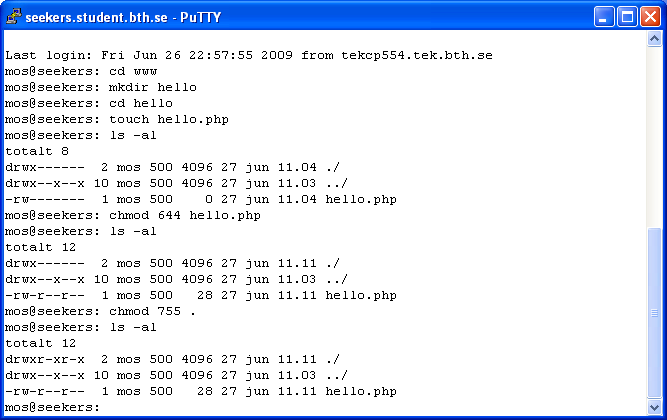 seekers.student.bth.se - PuTTY
Last login: Fri Jun 26 22:57:55 2009 from tekcp554.tek.bth.se
mos@seekers: cd www
mos@seekers: mkdir hello
mos@seekers: cd hello
mos@seekers: touch hello.php
mos@seekers: ls -al
totalt 8
drwx------  2 mos 500 4096 27 jun 11.04 ./
drwx--x--x 10 mos 500 4096 27 jun 11.03 ../
-rw-------  1 mos 500    0 27 jun 11.04 hello.php
mos@seekers: chmod 644 hello.php
mos@seekers: ls -al
totalt 12
drwx------  2 mos 500 4096 27 jun 11.11 ./
drwx--x--x 10 mos 500 4096 27 jun 11.03 ../
-rw-r--r--  1 mos 500   28 27 jun 11.11 hello.php
mos@seekers: chmod 755 .
mos@seekers: ls -al
totalt 12
drwxr-xr-x  2 mos 500 4096 27 jun 11.11 ./
drwx--x--x 10 mos 500 4096 27 jun 11.03 ../
-rw-r--r--  1 mos 500   28 27 jun 11.11 hello.php
mos@seekers: